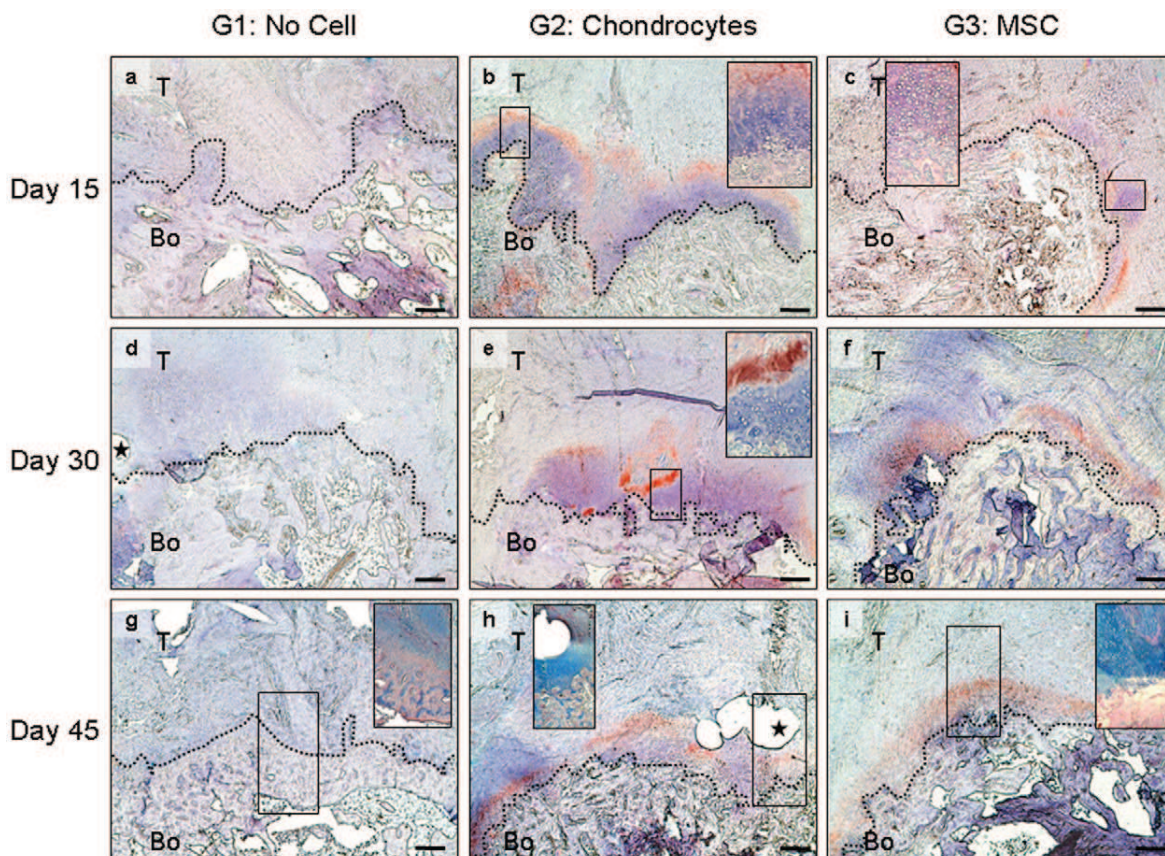 G1: No Cell G2: Chondrocytes G3: MSC
Day 15
a T Bo
b T Bo
c T Bo
Day 30
d T Bo
e T Bo
f T Bo
Day 45
g T Bo
h T Bo
i T Bo